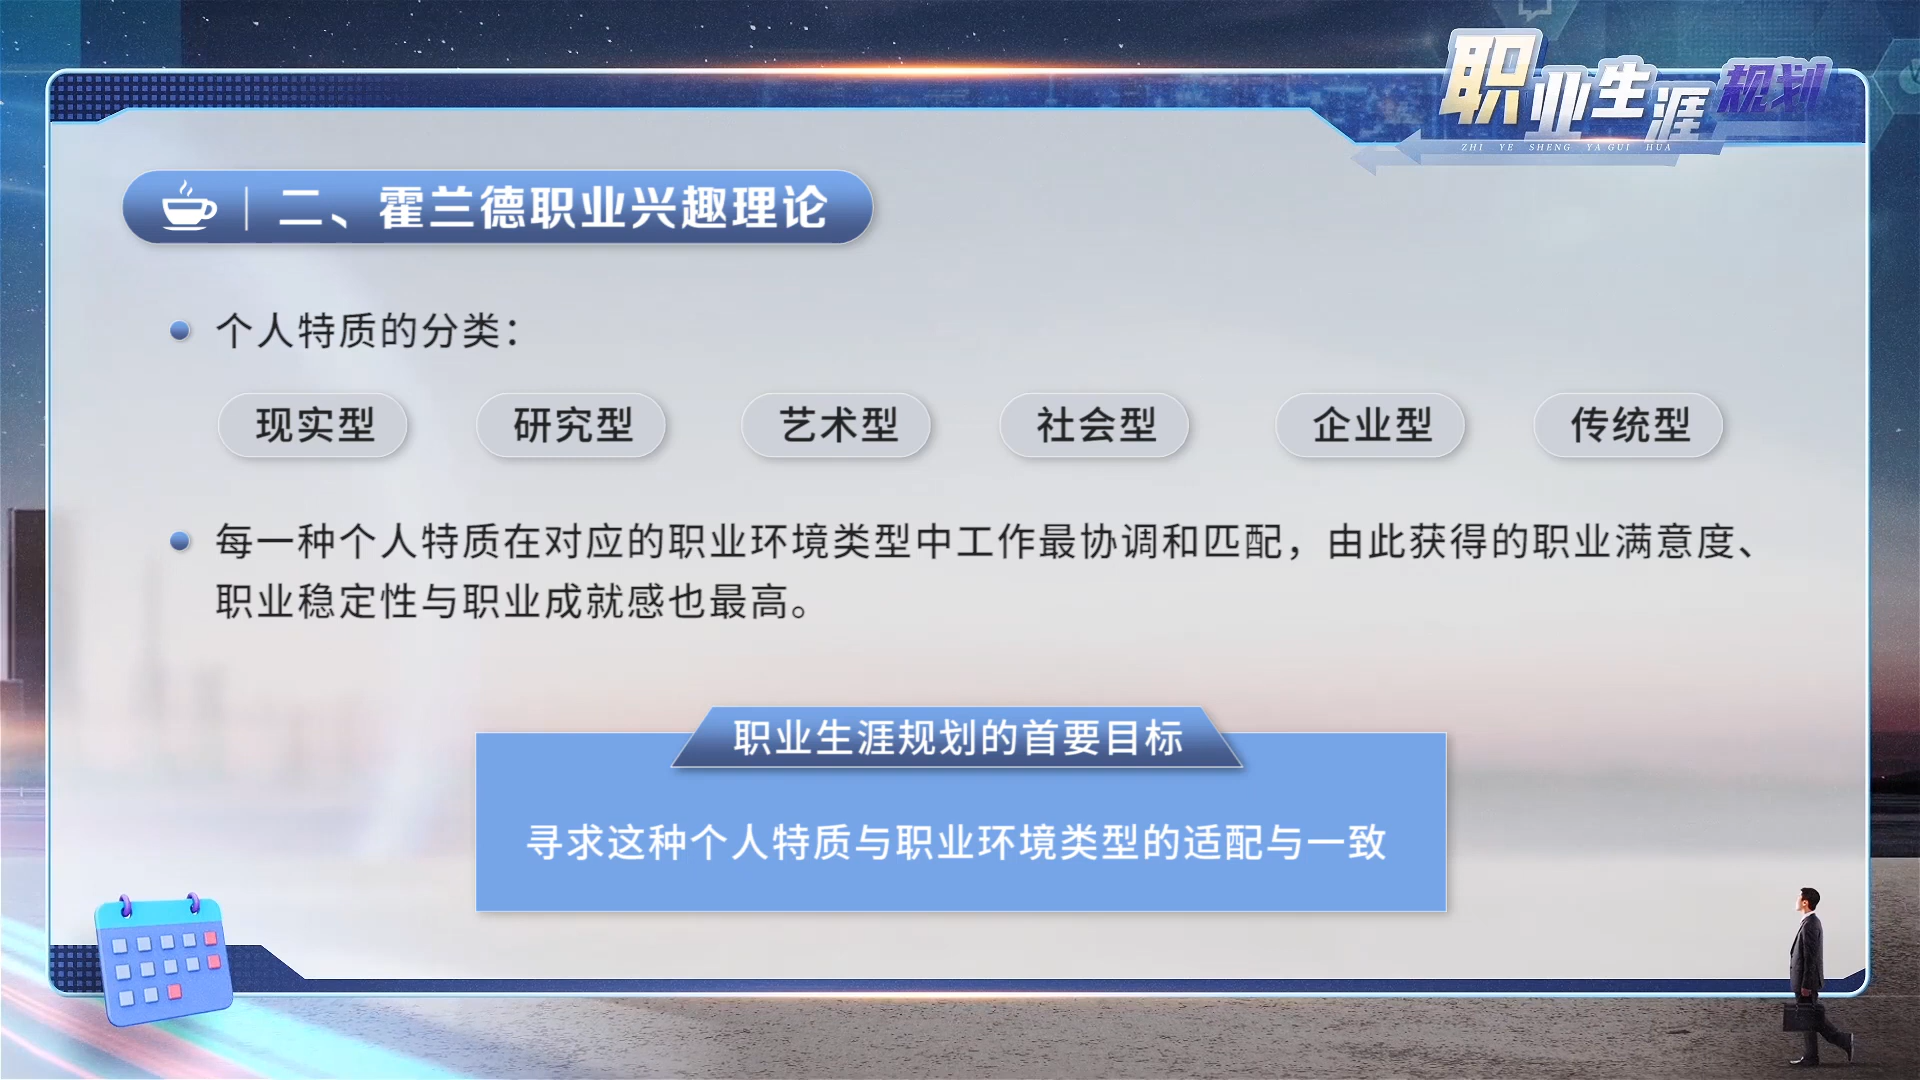 职业生涯规划
ZHI YE SHENG YA GUI HUA
二、霍兰德职业兴趣理论
个人特质的分类：
现实型 研究型 艺术型 社会型 企业型 传统型
每一种个人特质在对应的职业环境类型中工作最协调和匹配，由此获得的职业满意度、
职业稳定性与职业成就感也最高。
职业生涯规划的首要目标
寻求这种个人特质与职业环境类型的适配与一致